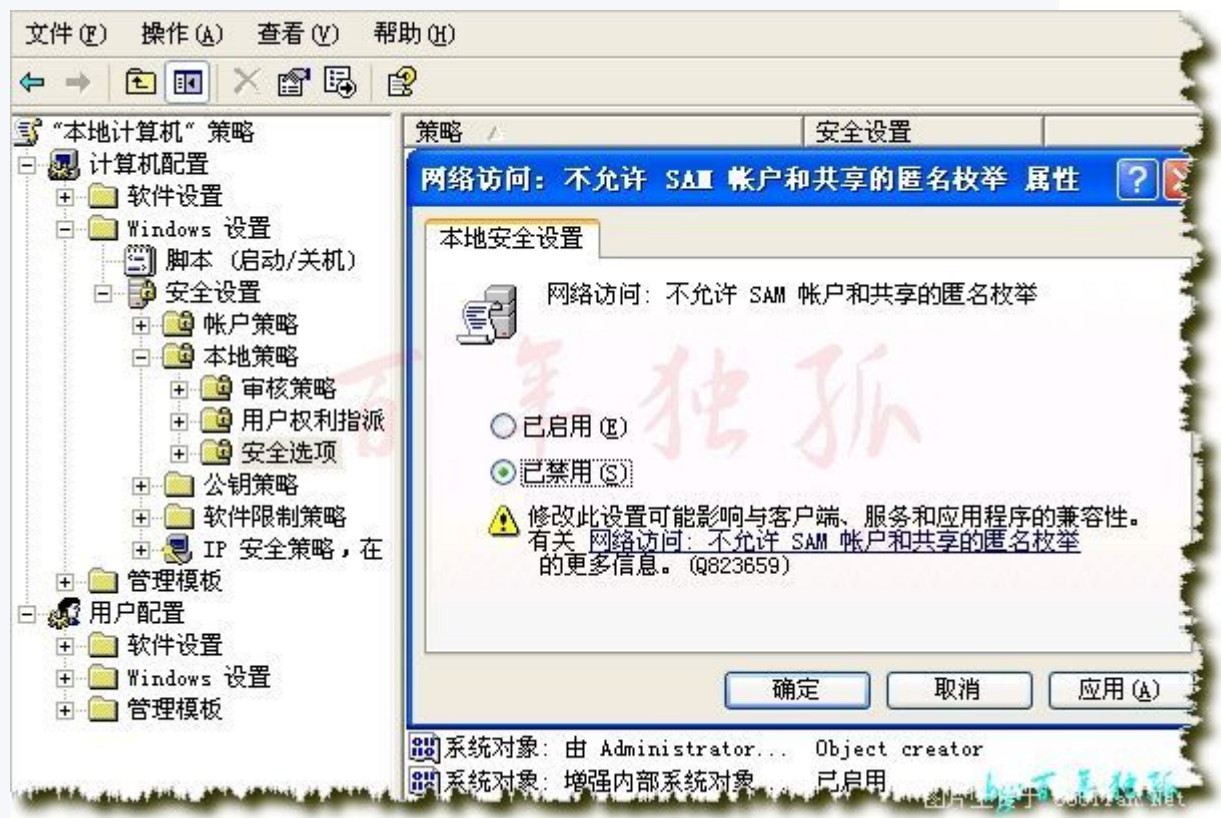 文件(F) 操作(A) 查看(V) 帮助(H)
“本地计算机”策略
计算机配置
软件设置
Windows 设置
脚本 (启动/关机)
安全设置
帐户策略
本地策略
审核策略
用户权利指派
安全选项
公钥策略
软件限制策略
IP 安全策略，在
管理模板
用户配置
软件设置
Windows 设置
管理模板
策略 安全设置
网络访问: 不允许 SAM 帐户和共享的匿名枚举 属性
本地安全设置
网络访问: 不允许 SAM 帐户和共享的匿名枚举
已启用(E)
已禁用(S)
修改此设置可能影响与客户端、服务和应用程序的兼容性。
有关 网络访问: 不允许 SAM 帐户和共享的匿名枚举
的更多信息。(Q823659)
确定 取消 应用(A)
系统对象: 由 Administrator... Object creator
系统对象: 增强内部系统对象... 已启用
百年独孤
by百年独孤